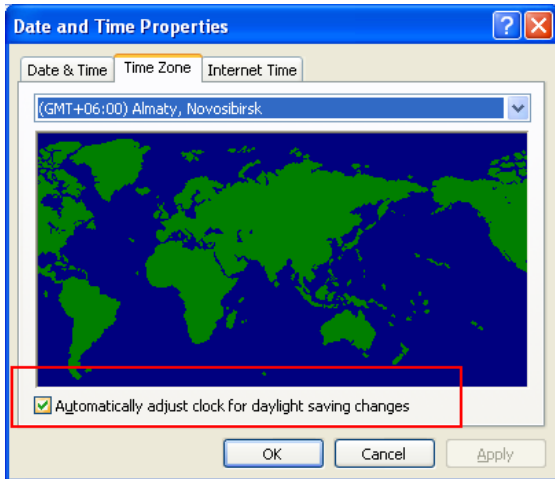 Date and Time Properties
Date & Time Time Zone Internet Time
(GMT+06:00) Almaty, Novosibirsk
Automatically adjust clock for daylight saving changes
OK Cancel Apply